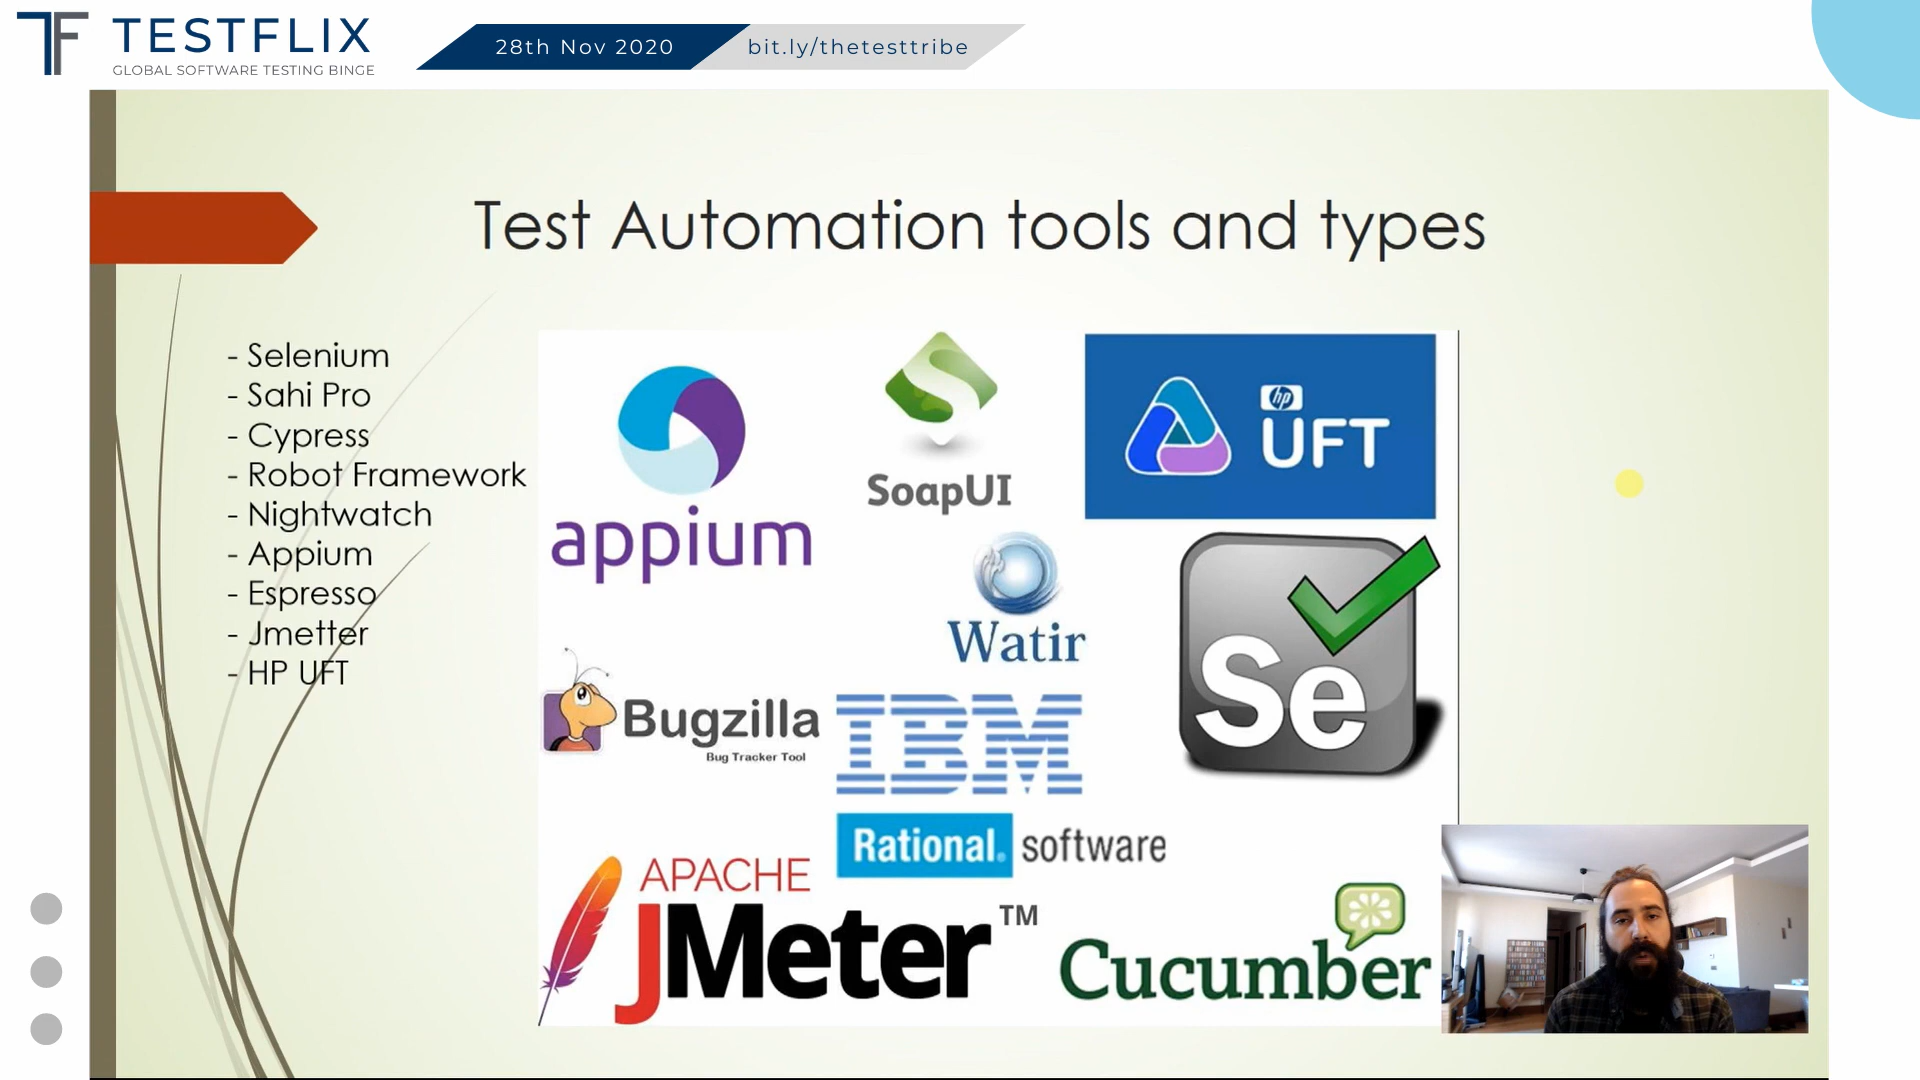 TF TESTFLIX
GLOBAL SOFTWARE TESTING BINGE
28th Nov 2020
bit.ly/thetesttribe
Test Automation tools and types
- Selenium
- Sahi Pro
- Cypress
- Robot Framework
- Nightwatch
- Appium
- Espresso
- Jmetter
- HP UFT
appium
SoapUI
hp
UFT
Watir
Se
Bugzilla
Bug Tracker Tool
IBM
Rational® software
APACHE
JMeter™
Cucumber